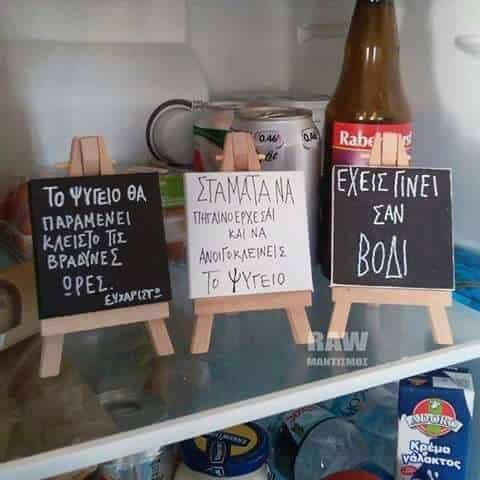 ΤΟ ΨΥΓΕΙΟ ΘΑ
ΠΑΡΑΜΕΝΕΙ
ΚΛΕΙΣΤΟ ΤΙΣ
ΒΡΑΔΥΝΕΣ
ΩΡΕΣ.
ΕΥΧΑΡΙΣΤΩ
ΣΤΑΜΑΤΑ ΝΑ
ΠΗΓΑΙΝΟΕΡΧΕΣΑΙ
ΚΑΙ ΝΑ
ΑΝΟΙΓΟΚΛΕΙΝΕΙΣ
ΤΟ ΨΥΓΕΙΟ
ΕΧΕΙΣ ΓΙΝΕΙ
ΣΑΝ
ΒΟΔΙ
RAW
ΜΑΝΤΙΣΜΟΣ
Κρέμα
γάλακτος